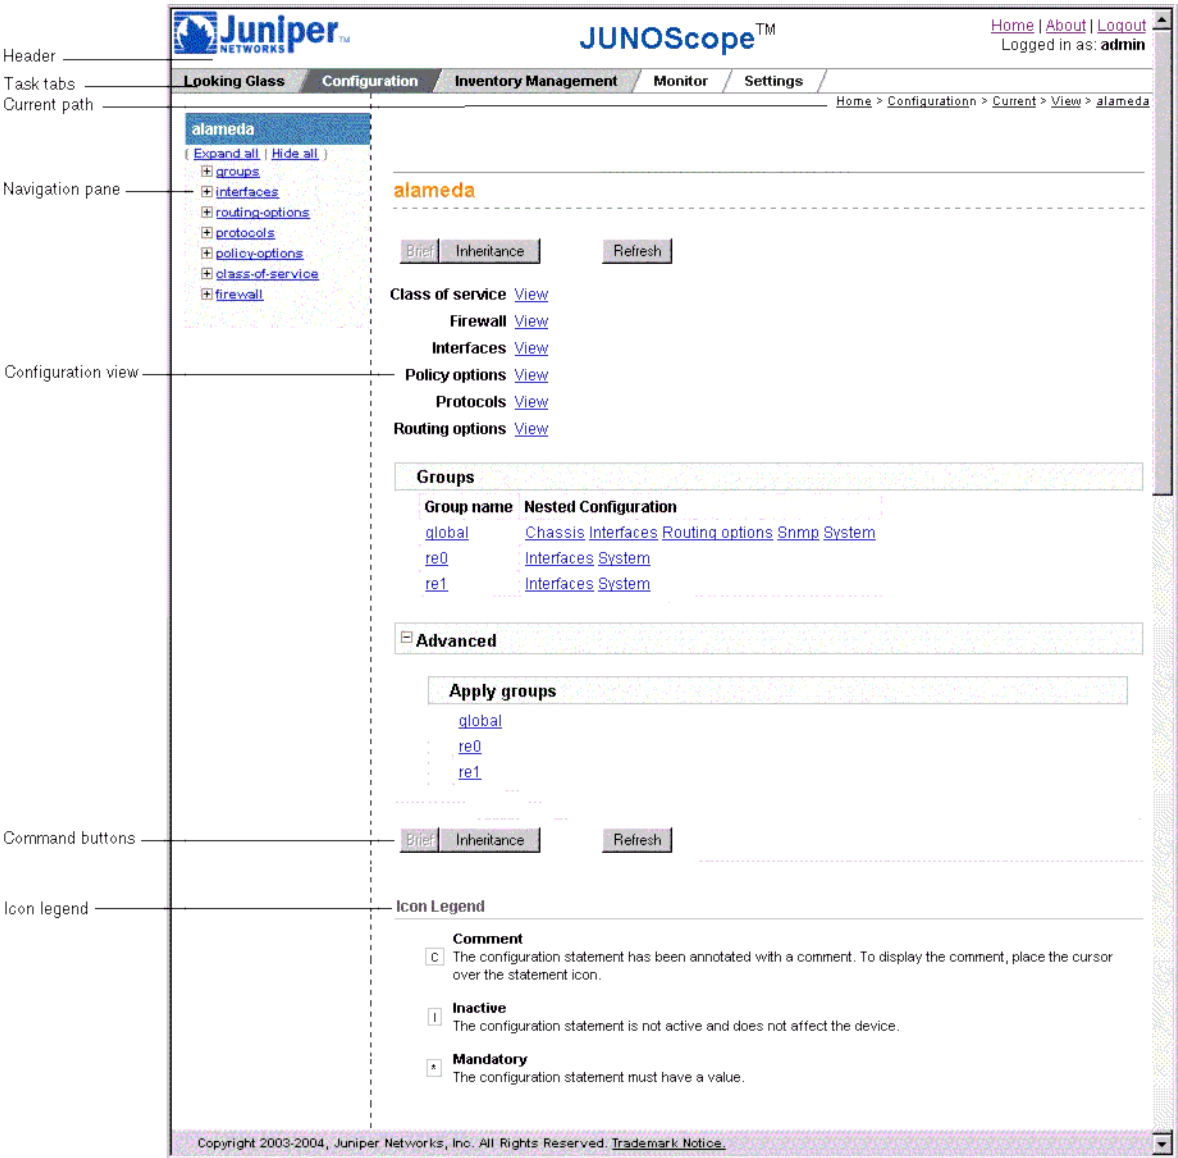 Juniper™
NETWORKS
JUNOScope™
Home | About | Logout
Logged in as: admin
Header
Task tabs
Looking Glass / Configuration / Inventory Management / Monitor / Settings /
Current path
Home > Configurationn > Current > View > alameda
alameda
( Expand all | Hide all )
groups
Navigation pane
interfaces
routing-options
protocols
policy-options
class-of-service
firewall
alameda
Brief Inheritance Refresh
Class of service View
Firewall View
Interfaces View
Configuration view
Policy options View
Protocols View
Routing options View
Groups
Group name Nested Configuration
global Chassis Interfaces Routing options Snmp System
re0 Interfaces System
re1 Interfaces System
Advanced
Apply groups
global
re0
re1
Command buttons
Brief Inheritance Refresh
Icon legend
Icon Legend
Comment
C The configuration statement has been annotated with a comment. To display the comment, place the cursor
over the statement icon.
Inactive
I The configuration statement is not active and does not affect the device.
Mandatory
* The configuration statement must have a value.
Copyright 2003-2004, Juniper Networks, Inc. All Rights Reserved. Trademark Notice.